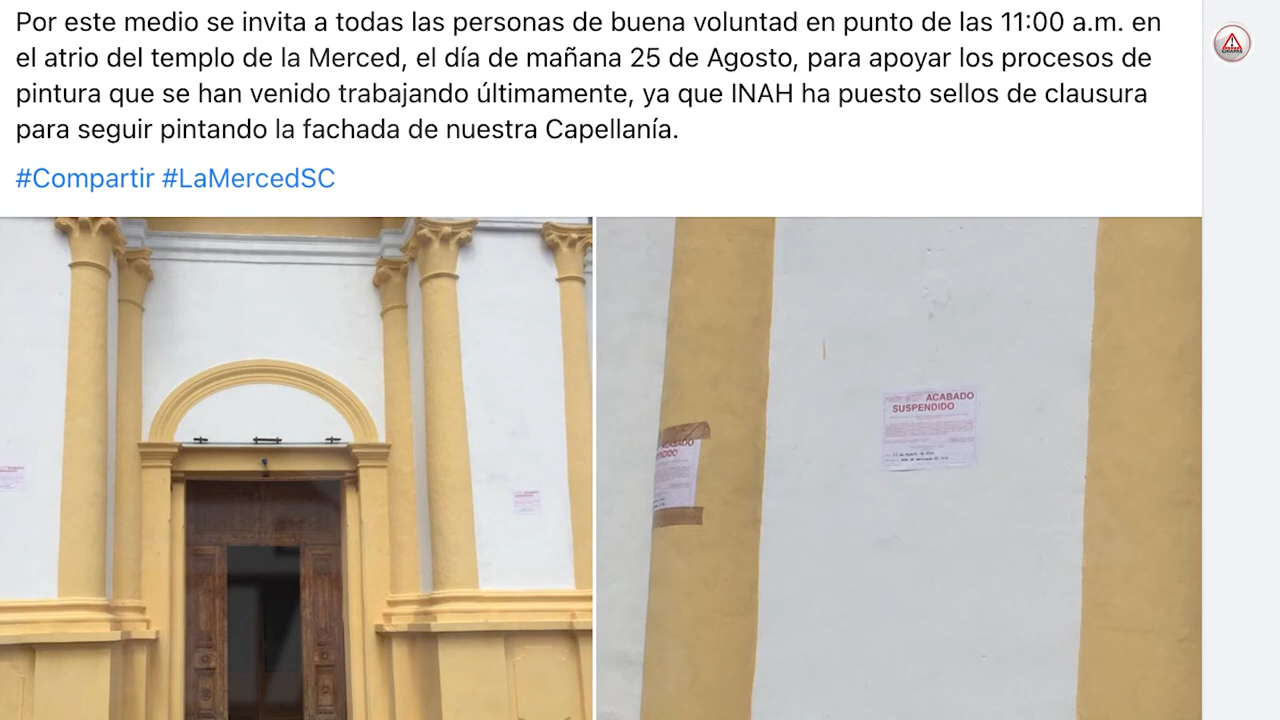 Por este medio se invita a todas las personas de buena voluntad en punto de las 11:00 a.m. en
el atrio del templo de la Merced, el día de mañana 25 de Agosto, para apoyar los procesos de
pintura que se han venido trabajando últimamente, ya que INAH ha puesto sellos de clausura
para seguir pintando la fachada de nuestra Capellanía.
#Compartir #LaMercedSC
CHIAPAS
ACABADO
SUSPENDIDO